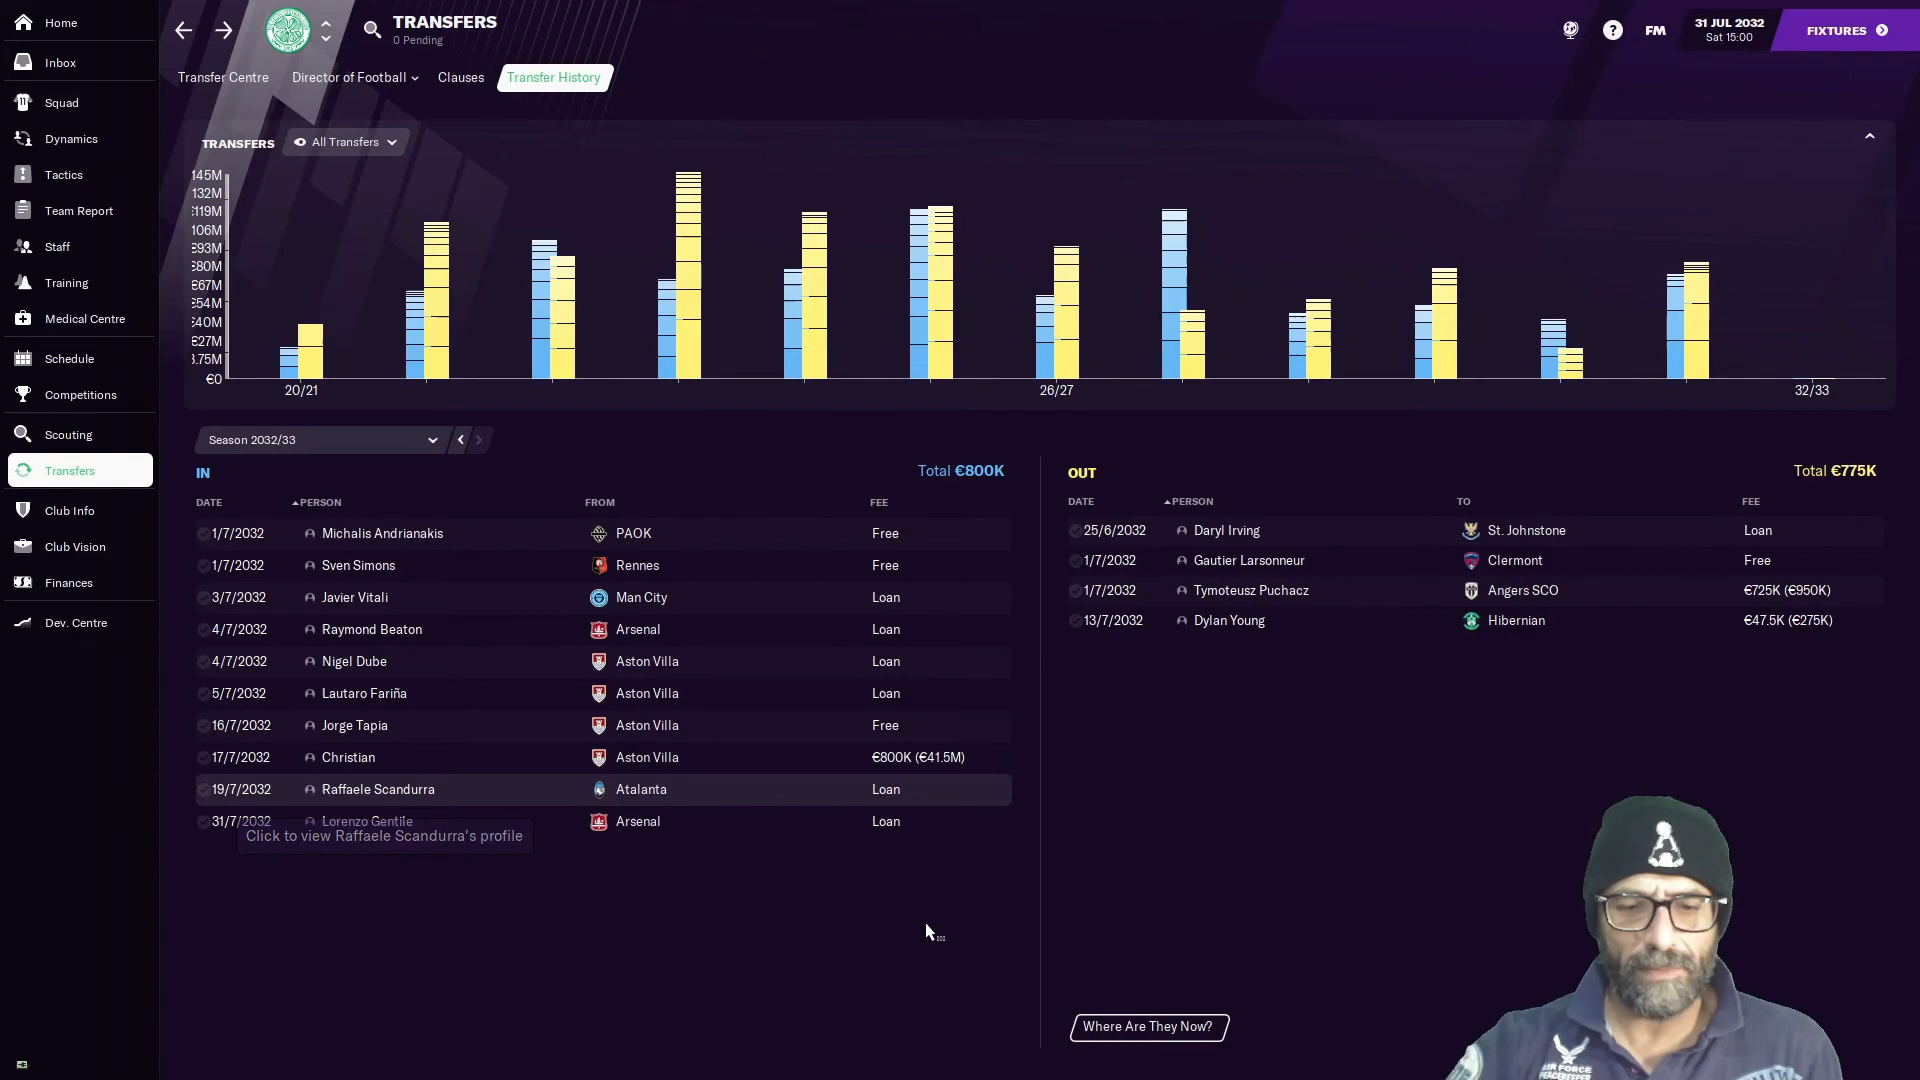 Home
Inbox
Squad
Dynamics
Tactics
Team Report
Staff
Training
Medical Centre
Schedule
Competitions
Scouting
Transfers
Club Info
Club Vision
Finances
Dev. Centre
TRANSFERS
0 Pending
FM
31 JUL 2032
Sat 15:00
FIXTURES
Transfer Centre
Director of Football
Clauses
Transfer History
TRANSFERS
All Transfers
145M
132M
€119M
106M
€93M
€80M
€67M
€54M
€40M
€27M
3.75M
€0
20/21
26/27
32/33
Season 2032/33
IN
Total €800K
DATE PERSON FROM FEE
1/7/2032 Michalis Andrianakis PAOK Free
1/7/2032 Sven Simons Rennes Free
3/7/2032 Javier Vitali Man City Loan
4/7/2032 Raymond Beaton Arsenal Loan
4/7/2032 Nigel Dube Aston Villa Loan
5/7/2032 Lautaro Fariña Aston Villa Loan
16/7/2032 Jorge Tapia Aston Villa Free
17/7/2032 Christian Aston Villa €800K (€41.5M)
19/7/2032 Raffaele Scandurra Atalanta Loan
31/7/2032 Lorenzo Gentile Arsenal Loan
Click to view Raffaele Scandurra's profile
OUT
Total €775K
DATE PERSON TO FEE
25/6/2032 Daryl Irving St. Johnstone Loan
1/7/2032 Gautier Larsonneur Clermont Free
1/7/2032 Tymoteusz Puchacz Angers SCO €725K (€950K)
13/7/2032 Dylan Young Hibernian €47.5K (€275K)
Where Are They Now?
AIR FORCE